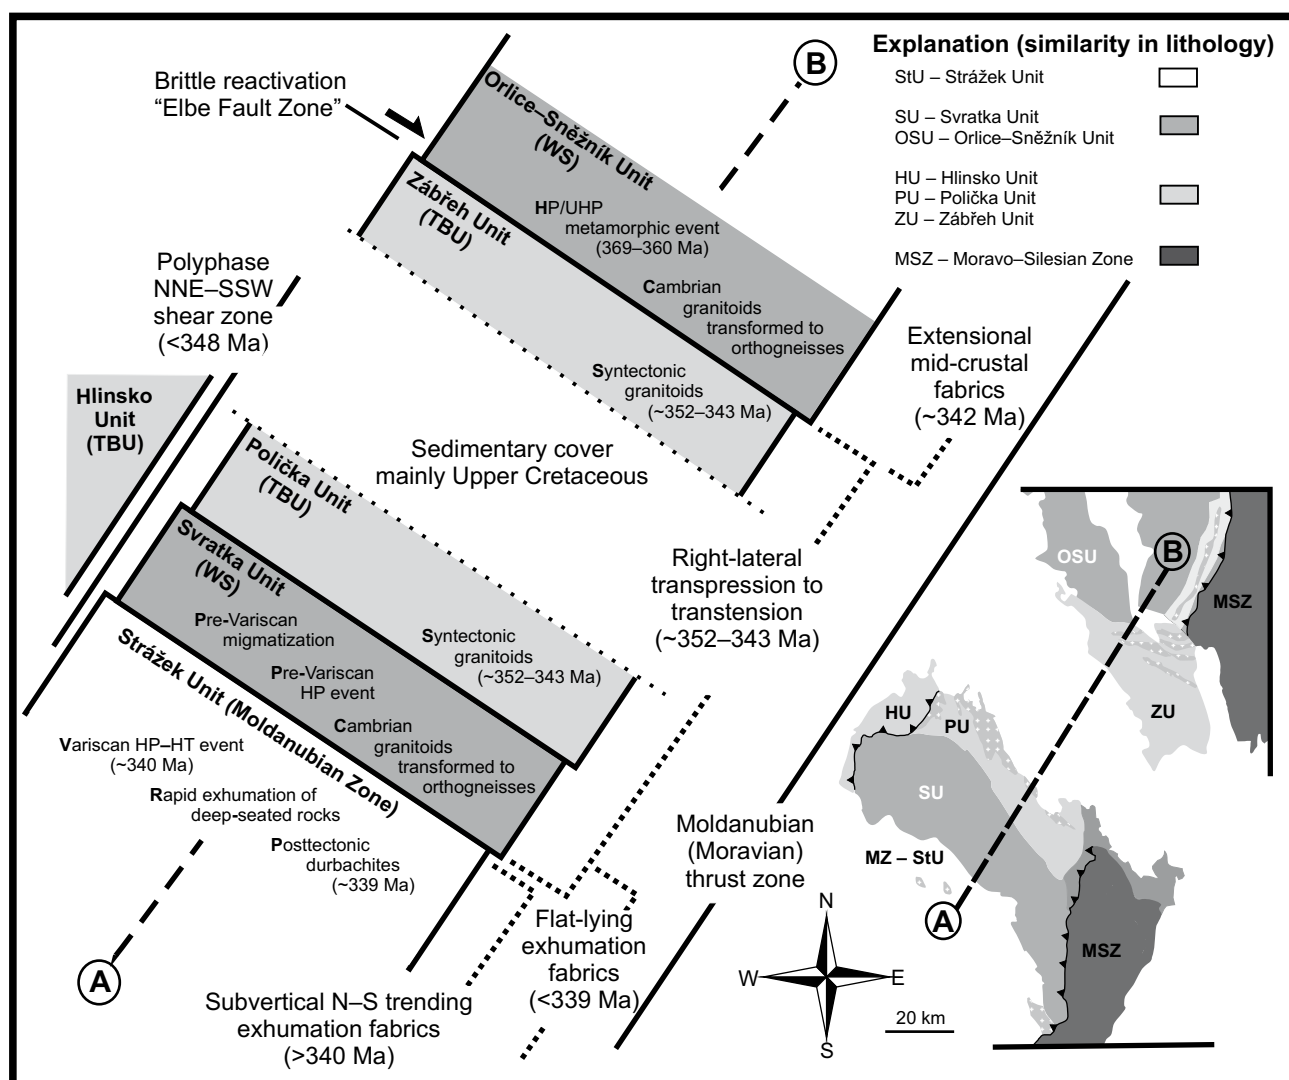 Explanation (similarity in lithology)
StU – Strážek Unit
SU – Svratka Unit
OSU – Orlice–Sněžník Unit
HU – Hlinsko Unit
PU – Polička Unit
ZU – Zábřeh Unit
MSZ – Moravo–Silesian Zone
B
Brittle reactivation
“Elbe Fault Zone”
Orlice–Sněžník Unit
(WS)
HP/UHP
metamorphic event
(369–360 Ma)
Cambrian
granitoids
transformed to
orthogneisses
Zábřeh Unit
(TBU)
Syntectonic
granitoids
(~352–343 Ma)
Polyphase
NNE–SSW
shear zone
(<348 Ma)
Extensional
mid-crustal
fabrics
(~342 Ma)
Hlinsko
Unit
(TBU)
Sedimentary cover
mainly Upper Cretaceous
Polička Unit
(TBU)
Syntectonic
granitoids
(~352–343 Ma)
Right-lateral
transpression to
transtension
(~352–343 Ma)
Svratka Unit
(WS)
Pre-Variscan
migmatization
Pre-Variscan
HP event
Cambrian
granitoids
transformed to
orthogneisses
Strážek Unit (Moldanubian Zone)
Variscan HP–HT event
(~340 Ma)
Rapid exhumation of
deep-seated rocks
Posttectonic
durbachites
(~339 Ma)
A
Subvertical N–S trending
exhumation fabrics
(>340 Ma)
Flat-lying
exhumation
fabrics
(<339 Ma)
Moldanubian
(Moravian)
thrust zone
N
W
E
S
20 km
OSU
B
MSZ
ZU
HU
PU
SU
MZ – StU
A
MSZ